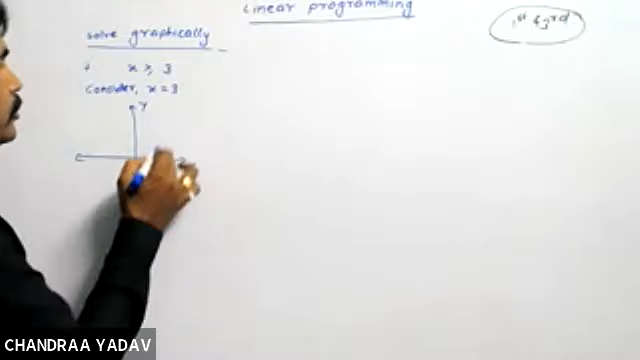 Linear programming
1st & 3rd
solve graphically
x ≥ 3
Consider, x = 3
Y
CHANDRAA YADAV